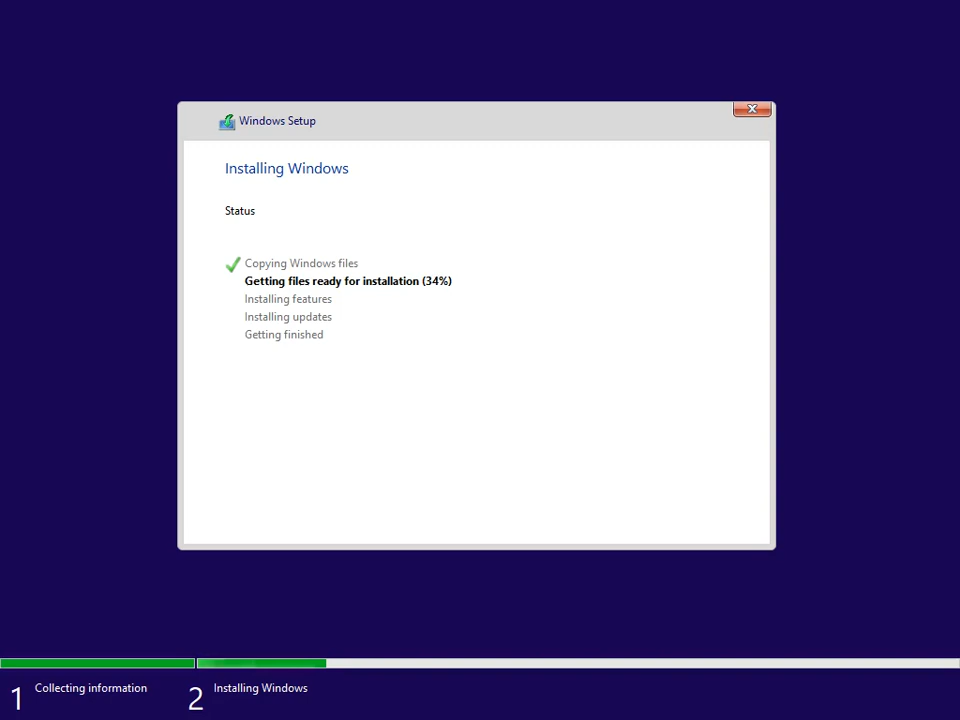 Windows Setup
Installing Windows
Status
Copying Windows files
Getting files ready for installation (34%)
Installing features
Installing updates
Getting finished
1 Collecting information
2 Installing Windows